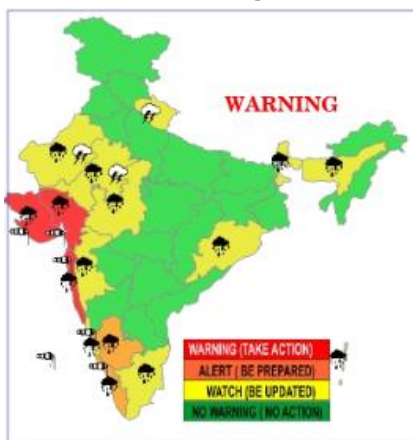 WARNING
WARNING (TAKE ACTION)
ALERT ( BE PREPARED)
WATCH (BE UPDATED)
NO WARNING ( NO ACTION)